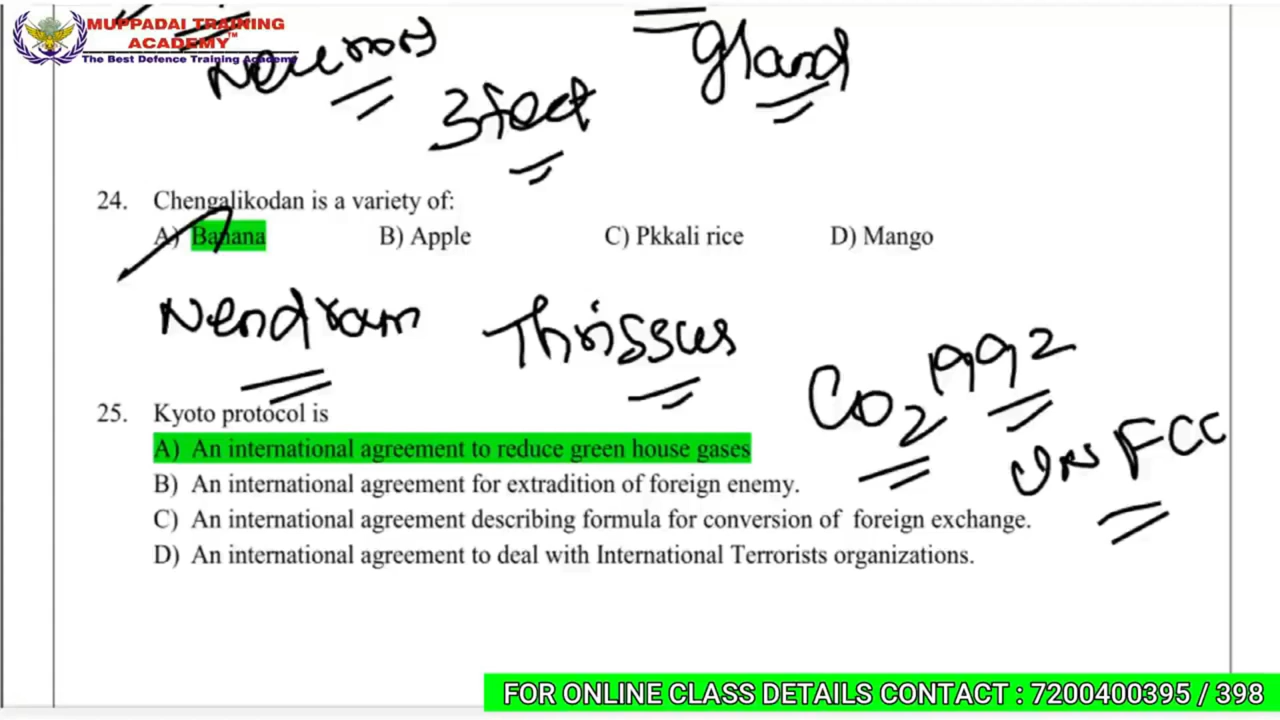 MUPPADAI TRAINING
ACADEMY™
The Best Defence Training Academy
gland
3 feet
24. Chengalikodan is a variety of:
A) Banana B) Apple C) Pkkali rice D) Mango
Nendram Thrissur
CO2 1992
25. Kyoto protocol is
UNFCC
A) An international agreement to reduce green house gases
B) An international agreement for extradition of foreign enemy.
C) An international agreement describing formula for conversion of foreign exchange.
D) An international agreement to deal with International Terrorists organizations.
FOR ONLINE CLASS DETAILS CONTACT : 7200400395 / 398